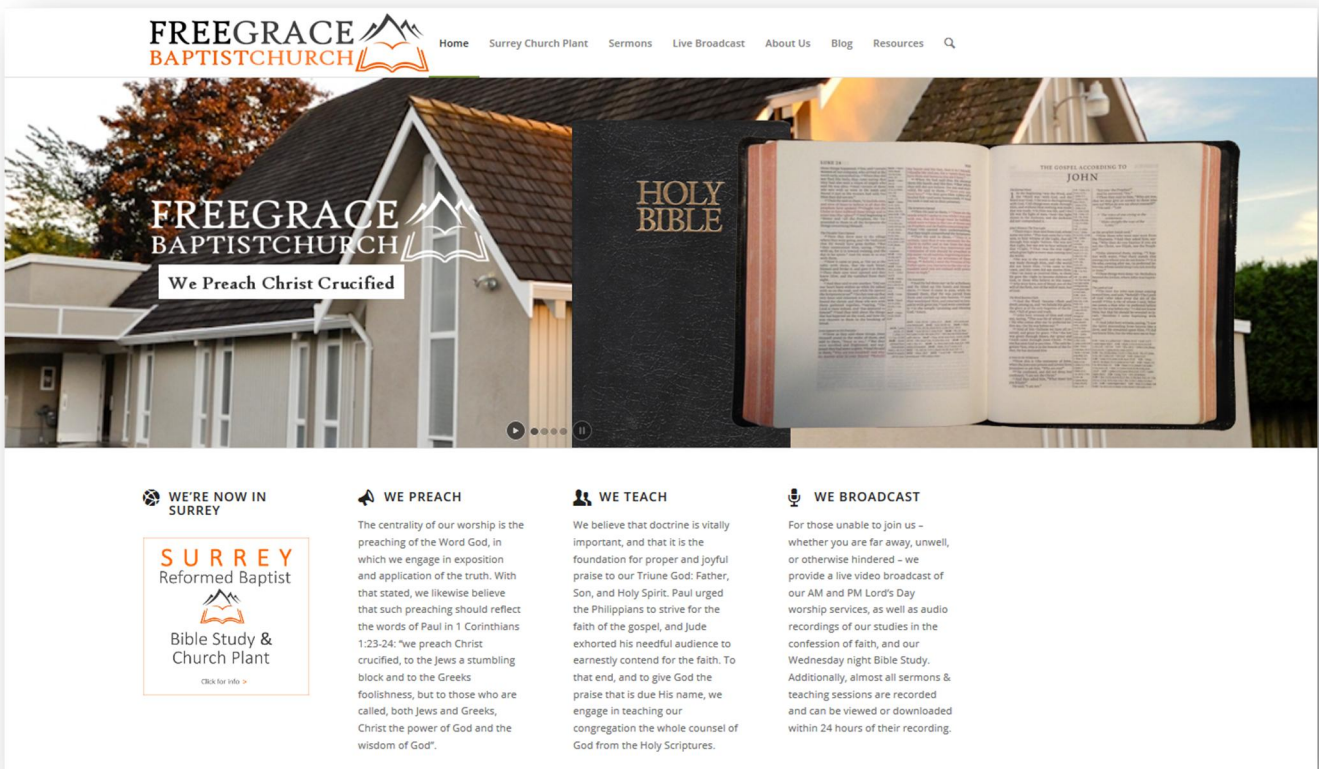 FREEGRACE
BAPTISTCHURCH
Home Surrey Church Plant Sermons Live Broadcast About Us Blog Resources
FREEGRACE
BAPTISTCHURCH
We Preach Christ Crucified
HOLY
BIBLE
THE GOSPEL ACCORDING TO
JOHN
WE'RE NOW IN
SURREY
SURREY
Reformed Baptist
Bible Study &
Church Plant
Click for info >
WE PREACH
The centrality of our worship is the
preaching of the Word God, in
which we engage in exposition
and application of the truth. With
that stated, we likewise believe
that such preaching should reflect
the words of Paul in 1 Corinthians
1:23-24: “we preach Christ
crucified, to the Jews a stumbling
block and to the Greeks
foolishness, but to those who are
called, both Jews and Greeks,
Christ the power of God and the
wisdom of God”.
WE TEACH
We believe that doctrine is vitally
important, and that it is the
foundation for proper and joyful
praise to our Triune God: Father,
Son, and Holy Spirit. Paul urged
the Philippians to strive for the
faith of the gospel, and Jude
exhorted his needful audience to
earnestly contend for the faith. To
that end, and to give God the
praise that is due His name, we
engage in teaching our
congregation the whole counsel of
God from the Holy Scriptures.
WE BROADCAST
For those unable to join us –
whether you are far away, unwell,
or otherwise hindered – we
provide a live video broadcast of
our AM and PM Lord’s Day
worship services, as well as audio
recordings of our studies in the
confession of faith, and our
Wednesday night Bible Study.
Additionally, almost all sermons &
teaching sessions are recorded
and can be viewed or downloaded
within 24 hours of their recording.